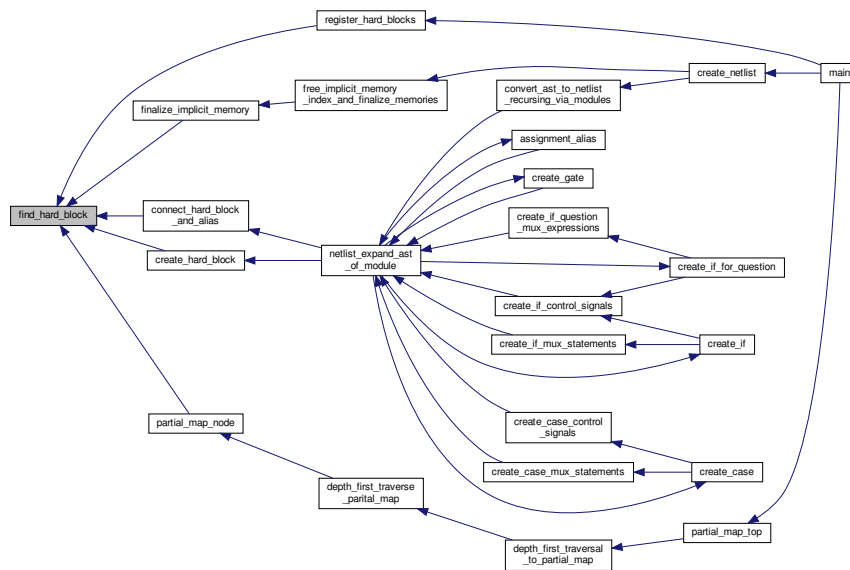 register_hard_blocks
create_netlist
main
free_implicit_memory
_index_and_finalize_memories
convert_ast_to_netlist
_recursing_via_modules
finalize_implicit_memory
assignment_alias
create_gate
find_hard_block
connect_hard_block
_and_alias
create_if_question
_mux_expressions
create_hard_block
netlist_expand_ast
_of_module
create_if_for_question
create_if_control_signals
create_if_mux_statements
create_if
partial_map_node
create_case_control
_signals
create_case_mux_statements
create_case
depth_first_traverse
_parital_map
partial_map_top
depth_first_traversal
_to_partial_map